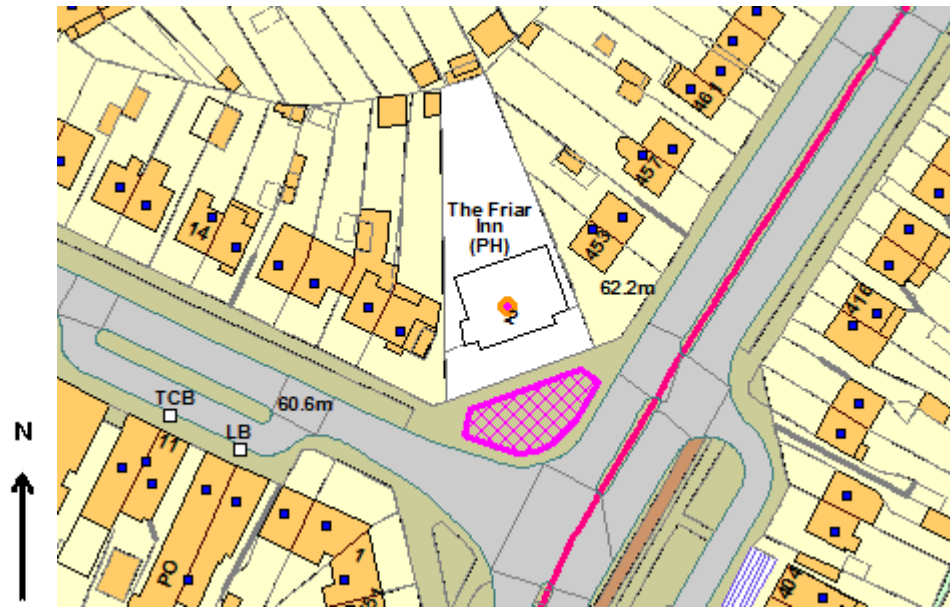 461
457
The Friar
Inn
(PH)
14
453
62.2m
2
416
TCB
60.6m
N
LB
11
1
PO
404